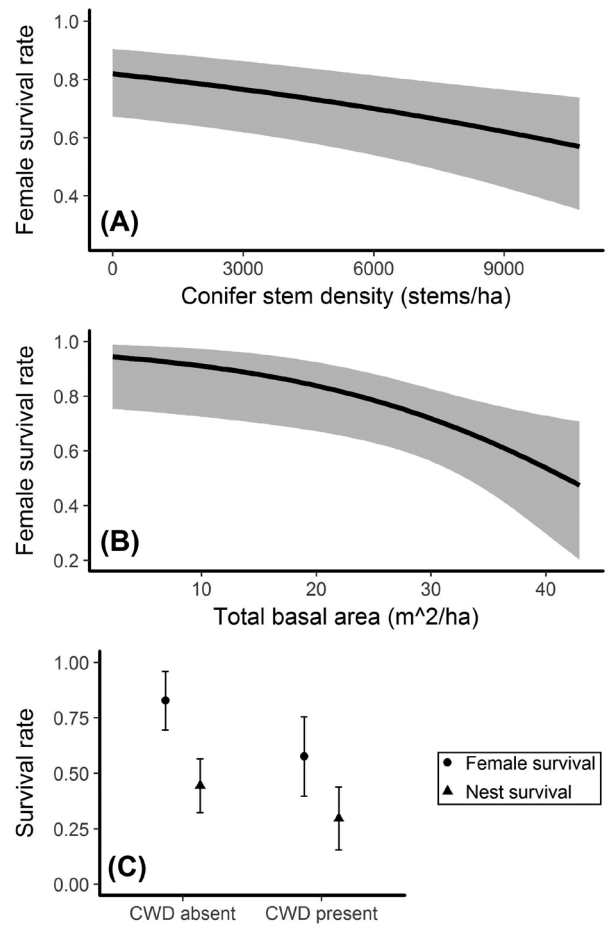 1.0
0.8
0.6
0.4
Female survival rate
(A)
0 3000 6000 9000
Conifer stem density (stems/ha)
1.0
0.8
0.6
0.4
0.2
Female survival rate
(B)
10 20 30 40
Total basal area (m^2/ha)
1.00
0.75
0.50
0.25
0.00
Survival rate
(C)
CWD absent CWD present
Female survival
Nest survival